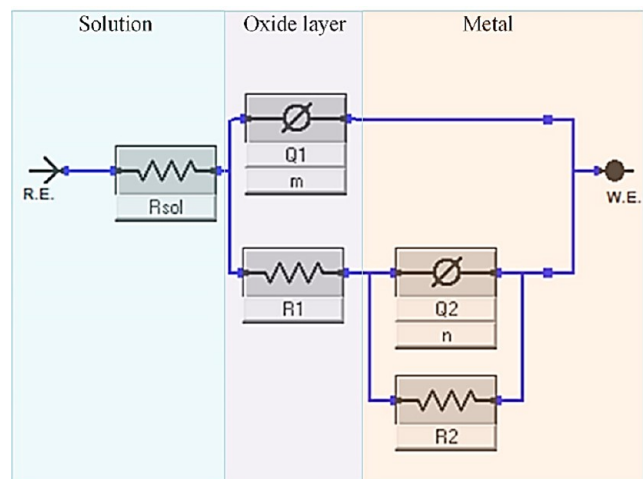 Solution
Oxide layer
Metal
Q1
m
R.E.
Rsol
W.E.
R1
Q2
n
R2